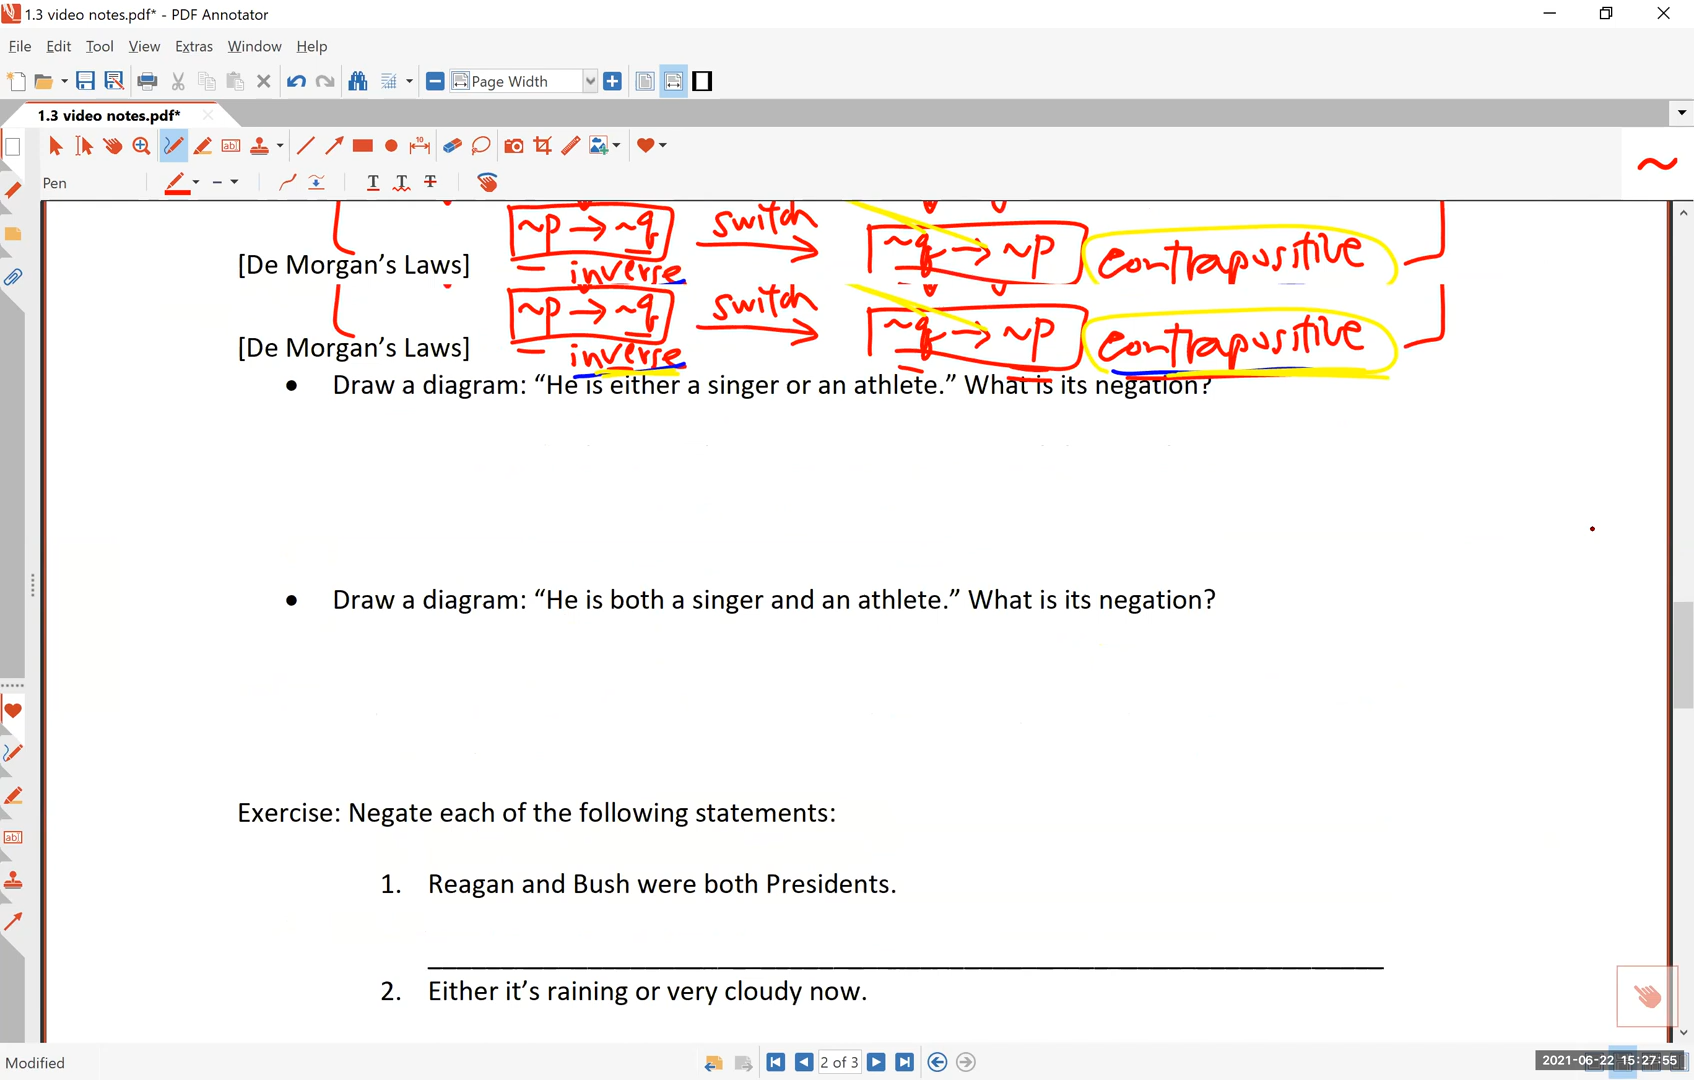 1.3 video notes.pdf* - PDF Annotator
File Edit Tool View Extras Window Help
Page Width
1.3 video notes.pdf*
Pen
~p → ~q switch ~q → ~p contrapositive
[De Morgan's Laws] inverse
~p → ~q switch ~q → ~p contrapositive
[De Morgan's Laws] inverse
• Draw a diagram: “He is either a singer or an athlete.” What is its negation?
• Draw a diagram: “He is both a singer and an athlete.” What is its negation?
Exercise: Negate each of the following statements:
1. Reagan and Bush were both Presidents.
2. Either it’s raining or very cloudy now.
Modified
2 of 3
2021-06-22 15:27:55